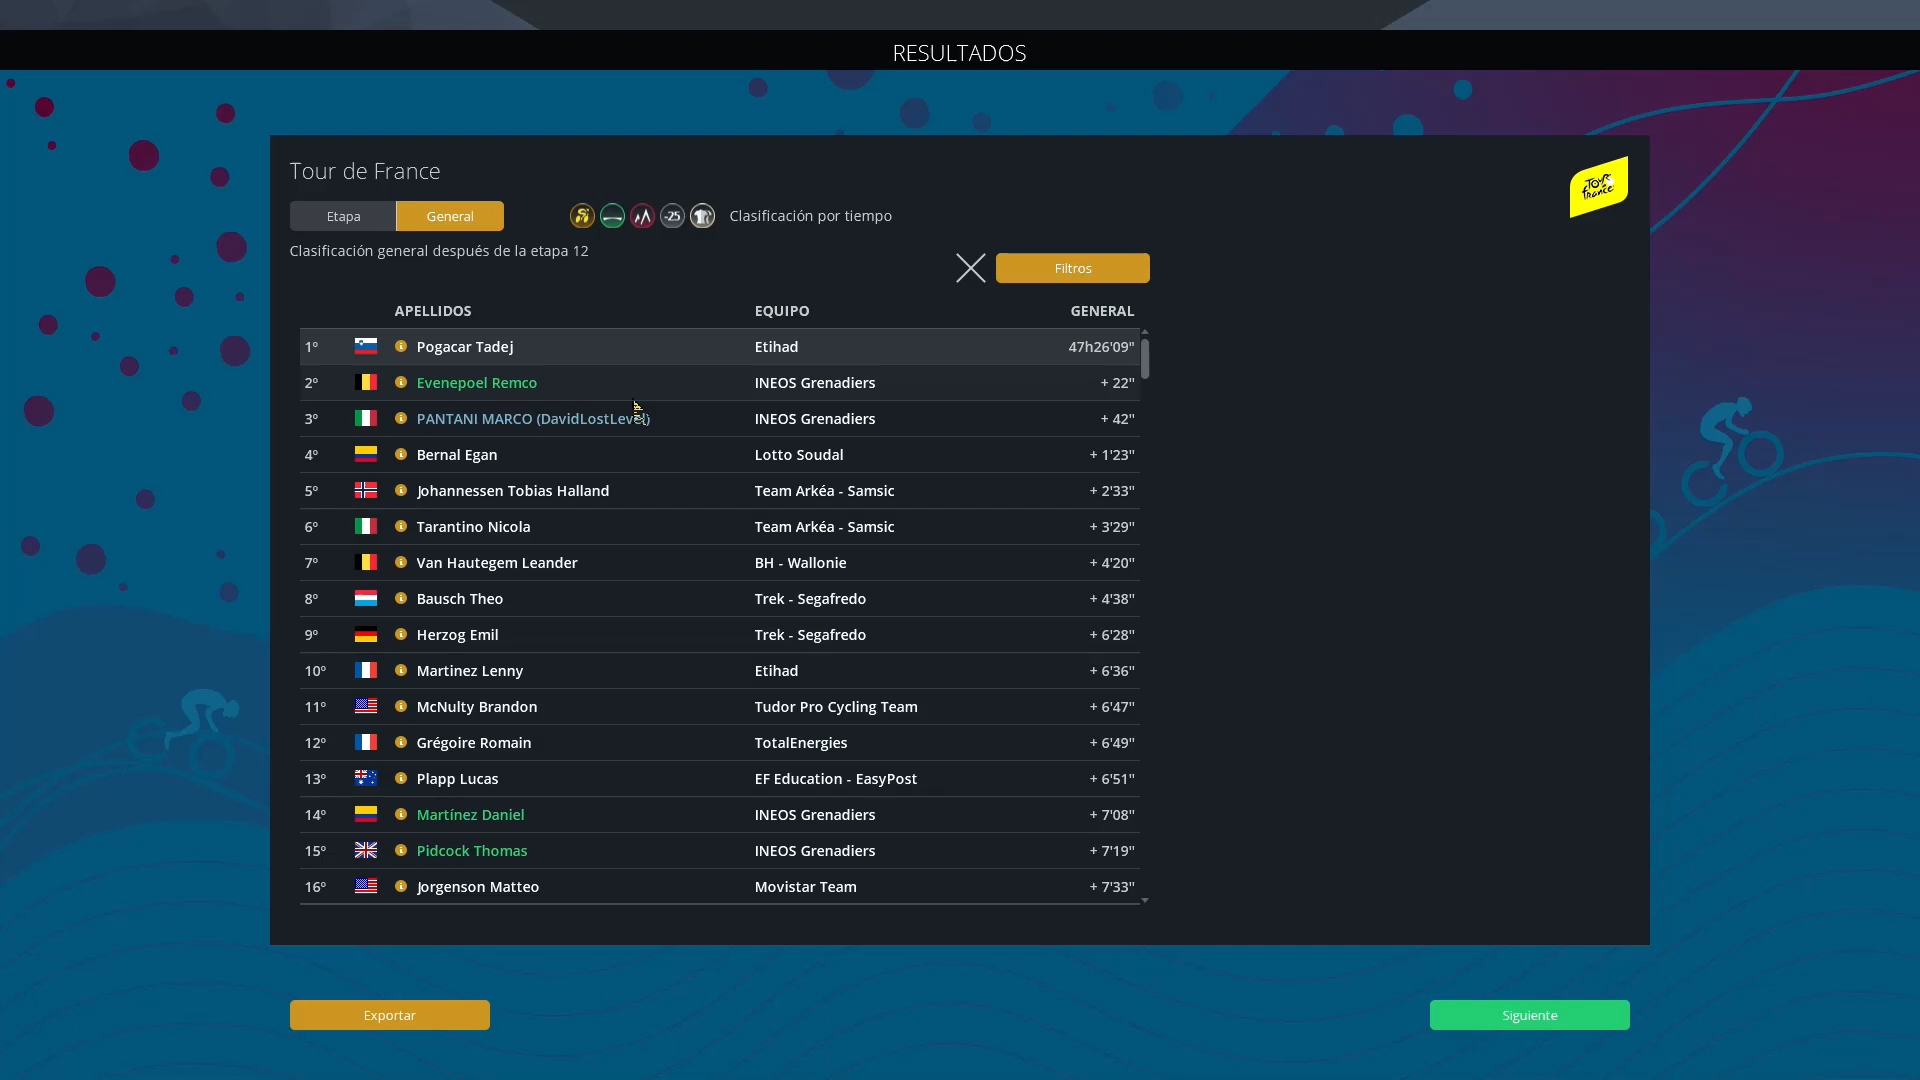 RESULTADOS
Tour de France
TOUR
france
Etapa General -25 Clasificación por tiempo
Clasificación general después de la etapa 12
Filtros
APELLIDOS EQUIPO GENERAL
1º Pogacar Tadej Etihad 47h26'09''
2º Evenepoel Remco INEOS Grenadiers + 22''
3º PANTANI MARCO (DavidLostLevel) INEOS Grenadiers + 42''
4º Bernal Egan Lotto Soudal + 1'23''
5º Johannessen Tobias Halland Team Arkéa - Samsic + 2'33''
6º Tarantino Nicola Team Arkéa - Samsic + 3'29''
7º Van Hautegem Leander BH - Wallonie + 4'20''
8º Bausch Theo Trek - Segafredo + 4'38''
9º Herzog Emil Trek - Segafredo + 6'28''
10º Martinez Lenny Etihad + 6'36''
11º McNulty Brandon Tudor Pro Cycling Team + 6'47''
12º Grégoire Romain TotalEnergies + 6'49''
13º Plapp Lucas EF Education - EasyPost + 6'51''
14º Martínez Daniel INEOS Grenadiers + 7'08''
15º Pidcock Thomas INEOS Grenadiers + 7'19''
16º Jorgenson Matteo Movistar Team + 7'33''
Exportar Siguiente